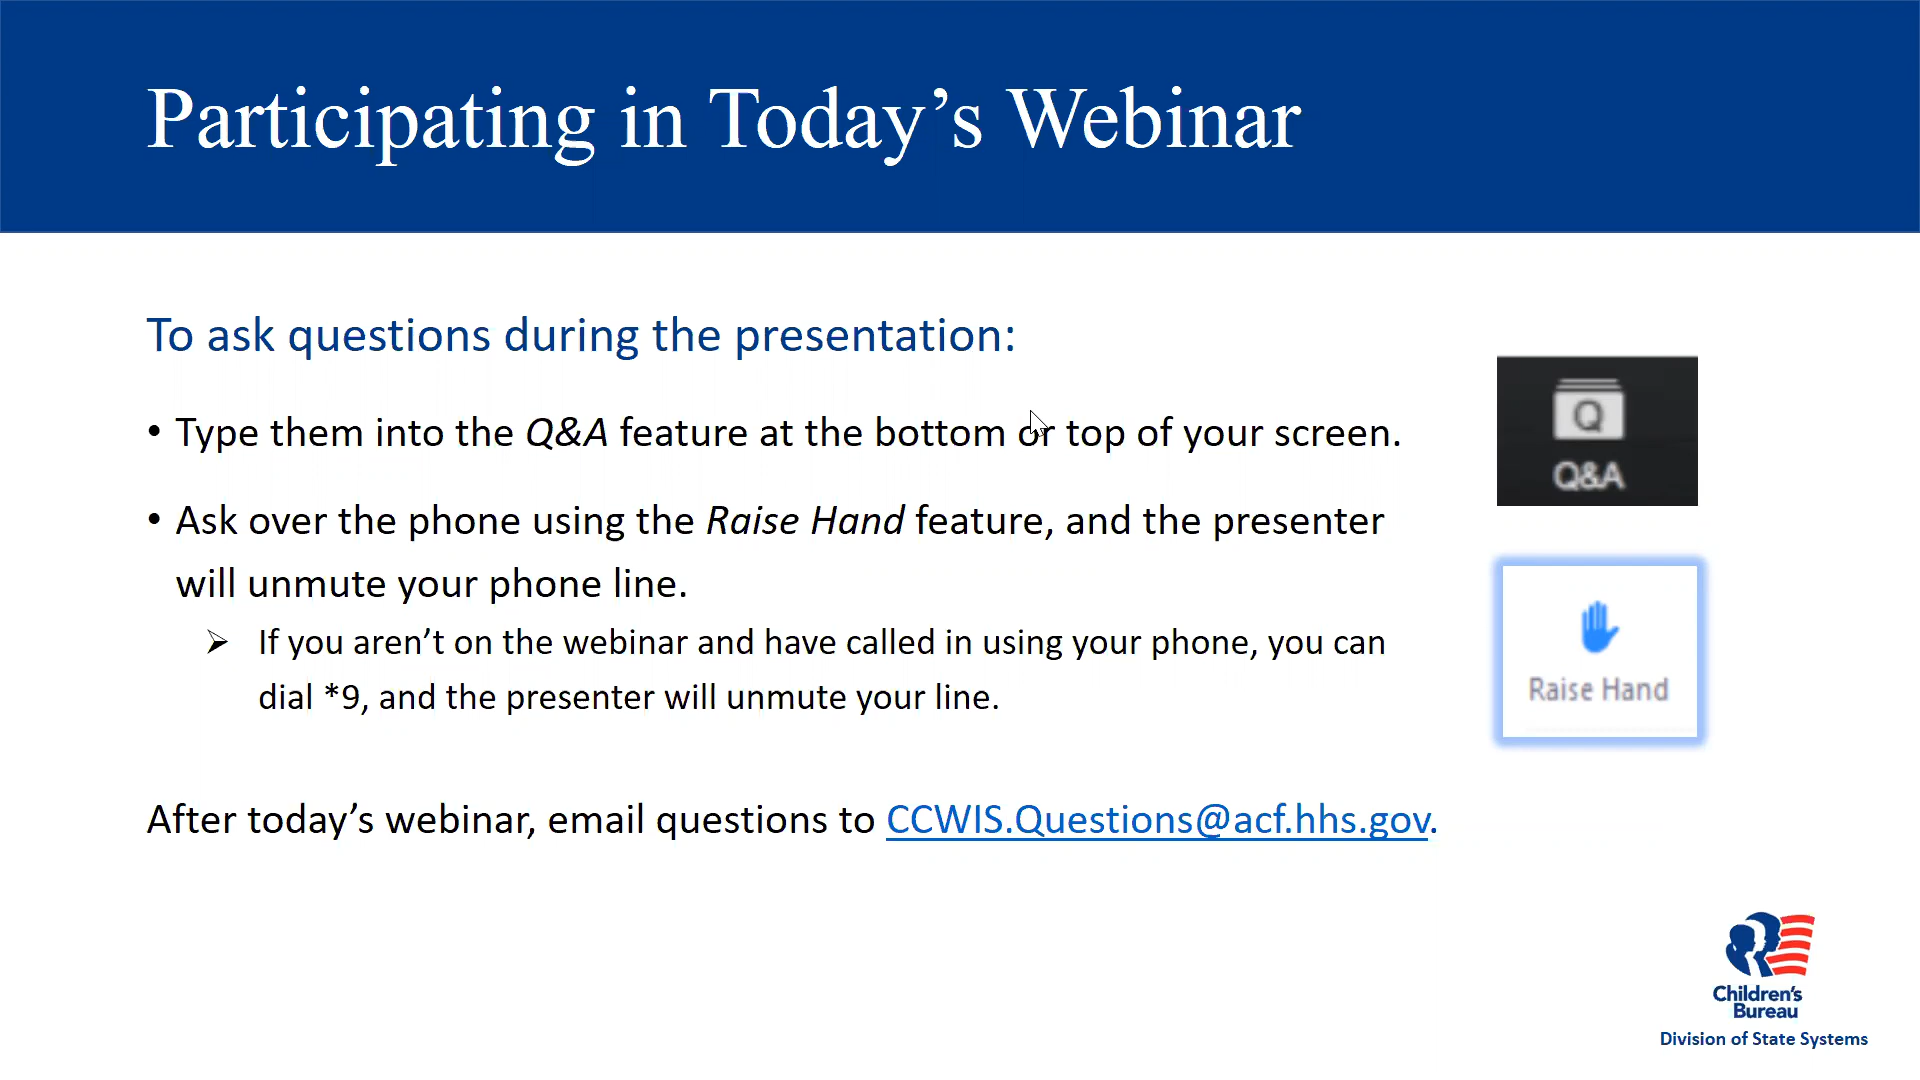 Participating in Today’s Webinar
To ask questions during the presentation:
• Type them into the Q&A feature at the bottom or top of your screen.
Q
Q&A
• Ask over the phone using the Raise Hand feature, and the presenter
will unmute your phone line.
➢ If you aren’t on the webinar and have called in using your phone, you can
dial *9, and the presenter will unmute your line.
Raise Hand
After today’s webinar, email questions to CCWIS.Questions@acf.hhs.gov.
Children's
Bureau
Division of State Systems